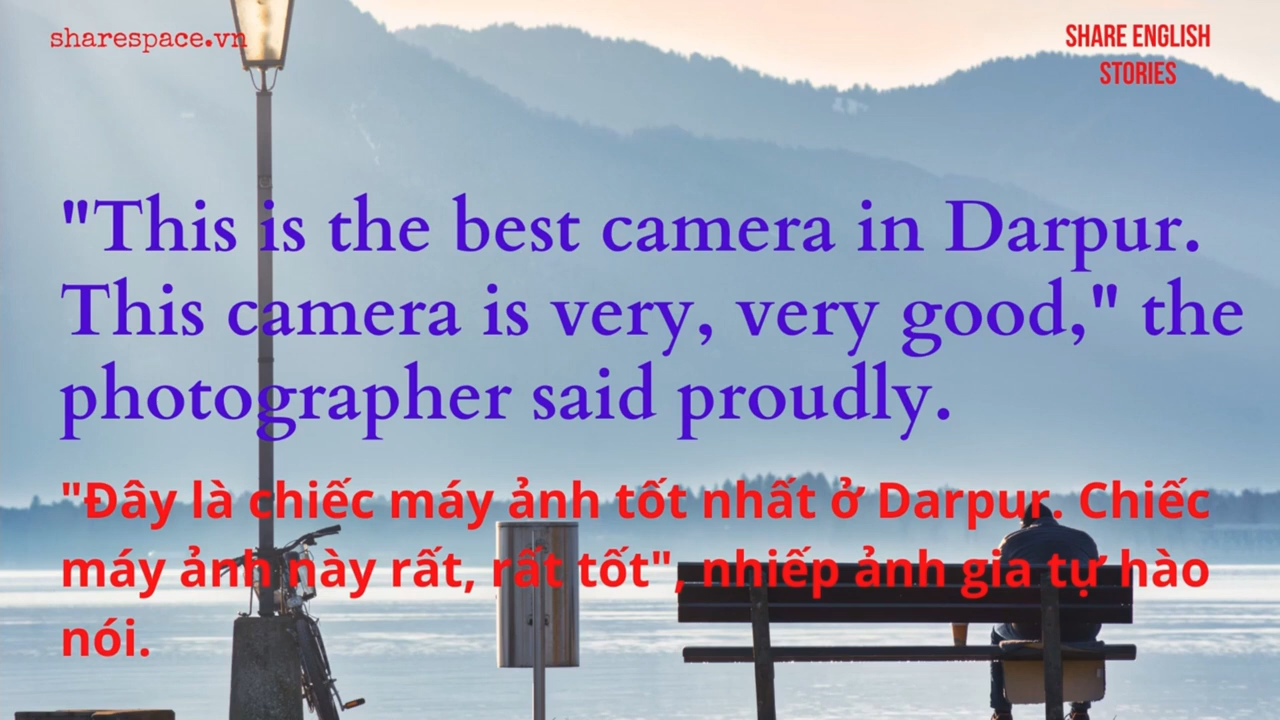 sharespace.vn
SHARE ENGLISH
STORIES
"This is the best camera in Darpur.
This camera is very, very good," the
photographer said proudly.
"Đây là chiếc máy ảnh tốt nhất ở Darpur. Chiếc
máy ảnh này rất, rất tốt", nhiếp ảnh gia tự hào
nói.